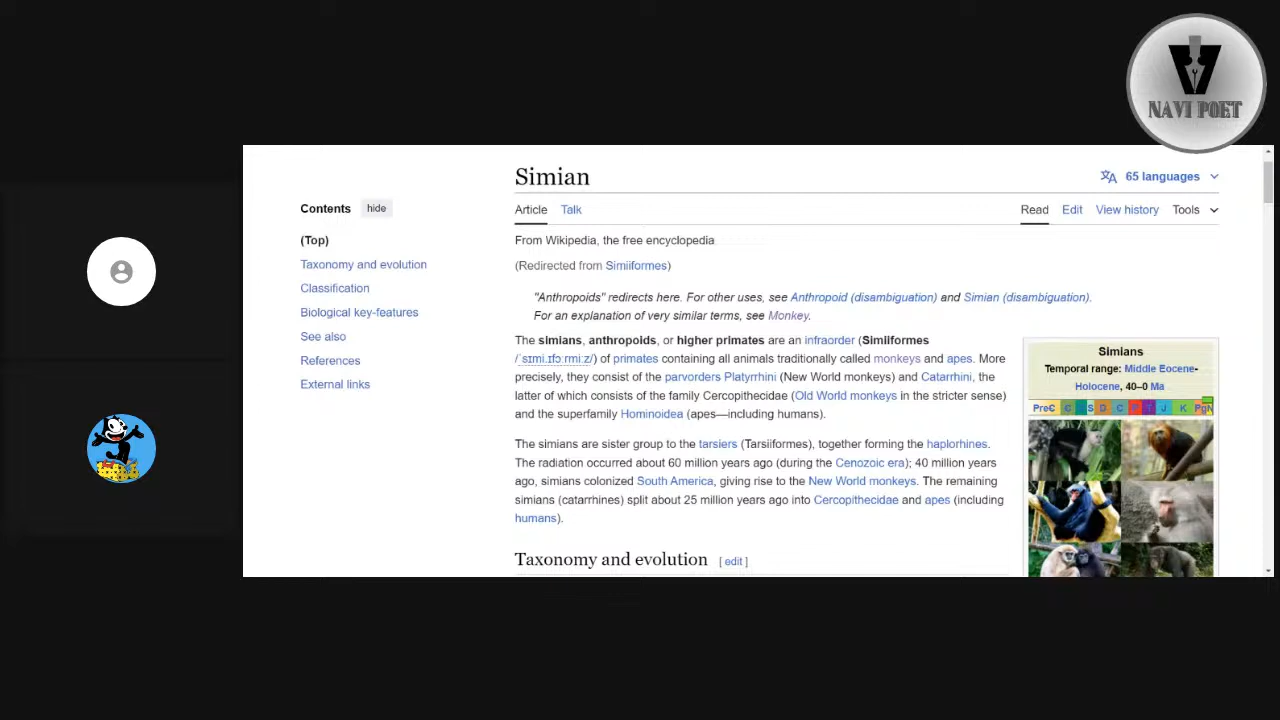 NAVI POET
Simian
65 languages
Contents hide
Article Talk
Read Edit View history Tools
(Top)
From Wikipedia, the free encyclopedia
Taxonomy and evolution
(Redirected from Simiiformes)
Classification
"Anthropoids" redirects here. For other uses, see Anthropoid (disambiguation) and Simian (disambiguation).
Biological key-features
For an explanation of very similar terms, see Monkey.
See also
References
External links
The simians, anthropoids, or higher primates are an infraorder (Simiiformes
/ˈsɪmi.ɪfɔːrmiːz/) of primates containing all animals traditionally called monkeys and apes. More
precisely, they consist of the parvorders Platyrrhini (New World monkeys) and Catarrhini, the
latter of which consists of the family Cercopithecidae (Old World monkeys in the stricter sense)
and the superfamily Hominoidea (apes—including humans).
The simians are sister group to the tarsiers (Tarsiiformes), together forming the haplorhines.
The radiation occurred about 60 million years ago (during the Cenozoic era); 40 million years
ago, simians colonized South America, giving rise to the New World monkeys. The remaining
simians (catarrhines) split about 25 million years ago into Cercopithecidae and apes (including
humans).
Taxonomy and evolution [ edit ]
Simians
Temporal range: Middle Eocene-
Holocene, 40–0 Ma
PreꞒ Ꞓ S D C T J K PgN